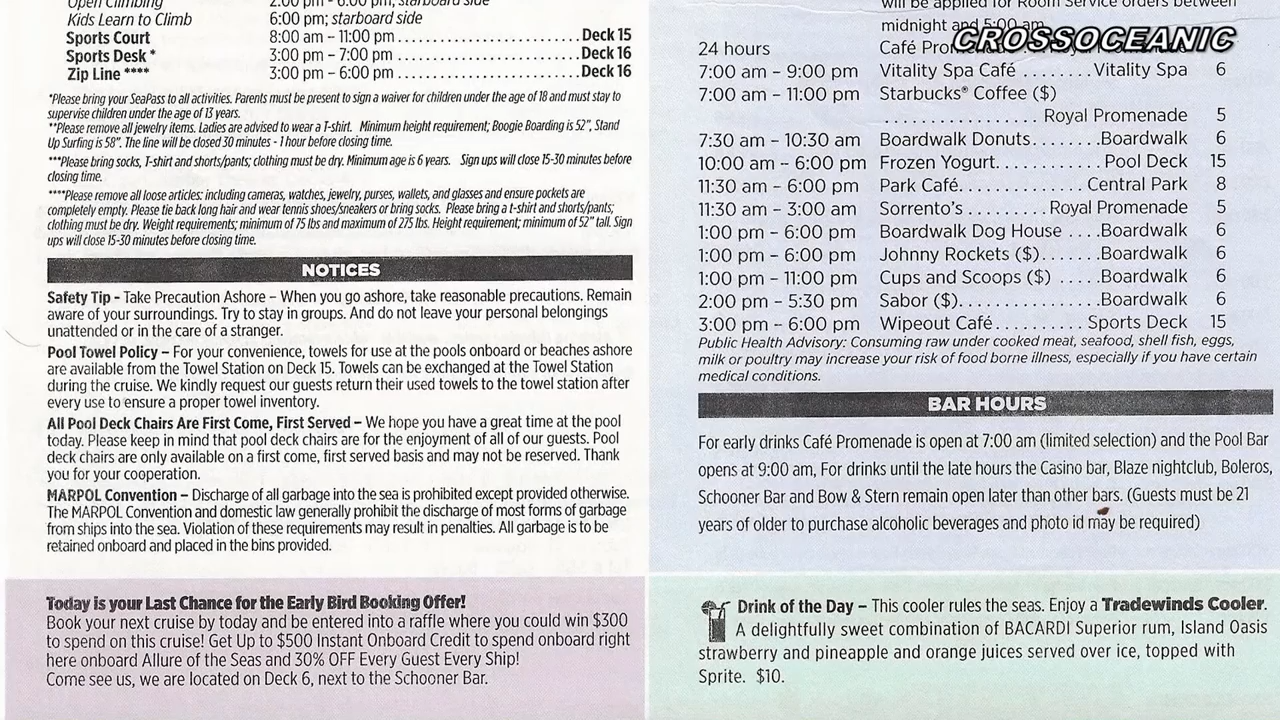 Open Climbing 2:00 pm - 6:00 pm; starboard side
Kids Learn to Climb 6:00 pm; starboard side
Sports Court 8:00 am – 11:00 pm ............................ Deck 15
Sports Desk * 3:00 pm – 7:00 pm ............................ Deck 16
Zip Line **** 3:00 pm – 6:00 pm ............................ Deck 16
*Please bring your SeaPass to all activities. Parents must be present to sign a waiver for children under the age of 18 and must stay to
supervise children under the age of 13 years.
**Please remove all jewelry items. Ladies are advised to wear a T-shirt. Minimum height requirement; Boogie Boarding is 52", Stand
Up Surfing is 58". The line will be closed 30 minutes - 1 hour before closing time.
***Please bring socks, T-shirt and shorts/pants; clothing must be dry. Minimum age is 6 years. Sign ups will close 15-30 minutes before
closing time.
****Please remove all loose articles: including cameras, watches, jewelry, purses, wallets, and glasses and ensure pockets are
completely empty. Please tie back long hair and wear tennis shoes/sneakers or bring socks. Please bring a t-shirt and shorts/pants;
clothing must be dry. Weight requirements; minimum of 75 lbs and maximum of 275 lbs. Height requirement; minimum of 52" tall. Sign
ups will close 15-30 minutes before closing time.
NOTICES
Safety Tip - Take Precaution Ashore – When you go ashore, take reasonable precautions. Remain
aware of your surroundings. Try to stay in groups. And do not leave your personal belongings
unattended or in the care of a stranger.
Pool Towel Policy – For your convenience, towels for use at the pools onboard or beaches ashore
are available from the Towel Station on Deck 15. Towels can be exchanged at the Towel Station
during the cruise. We kindly request our guests return their used towels to the towel station after
every use to ensure a proper towel inventory.
All Pool Deck Chairs Are First Come, First Served – We hope you have a great time at the pool
today. Please keep in mind that pool deck chairs are for the enjoyment of all of our guests. Pool
deck chairs are only available on a first come, first served basis and may not be reserved. Thank
you for your cooperation.
MARPOL Convention – Discharge of all garbage into the sea is prohibited except provided otherwise.
The MARPOL Convention and domestic law generally prohibit the discharge of most forms of garbage
from ships into the sea. Violation of these requirements may result in penalties. All garbage is to be
retained onboard and placed in the bins provided.
Today is your Last Chance for the Early Bird Booking Offer!
Book your next cruise by today and be entered into a raffle where you could win $300
to spend on this cruise! Get Up to $500 Instant Onboard Credit to spend onboard right
here onboard Allure of the Seas and 30% OFF Every Guest Every Ship!
Come see us, we are located on Deck 6, next to the Schooner Bar.
will be applied for Room Service orders between
midnight and 5:00 am
CROSSOCEANIC
24 hours Café
7:00 am – 9:00 pm Vitality Spa Café ........ Vitality Spa 6
7:00 am – 11:00 pm Starbucks® Coffee ($)
................. Royal Promenade 5
7:30 am – 10:30 am Boardwalk Donuts........ Boardwalk 6
10:00 am – 6:00 pm Frozen Yogurt............ Pool Deck 15
11:30 am – 6:00 pm Park Café............. Central Park 8
11:30 am – 3:00 am Sorrento's ......... Royal Promenade 5
1:00 pm – 6:00 pm Boardwalk Dog House .... Boardwalk 6
1:00 pm – 6:00 pm Johnny Rockets ($)....... Boardwalk 6
1:00 pm – 11:00 pm Cups and Scoops ($) ..... Boardwalk 6
2:00 pm – 5:30 pm Sabor ($)................. Boardwalk 6
3:00 pm – 6:00 pm Wipeout Café.......... Sports Deck 15
Public Health Advisory: Consuming raw under cooked meat, seafood, shell fish, eggs,
milk or poultry may increase your risk of food borne illness, especially if you have certain
medical conditions.
BAR HOURS
For early drinks Café Promenade is open at 7:00 am (limited selection) and the Pool Bar
opens at 9:00 am, For drinks until the late hours the Casino bar, Blaze nightclub, Boleros,
Schooner Bar and Bow & Stern remain open later than other bars. (Guests must be 21
years of older to purchase alcoholic beverages and photo id may be required)
Drink of the Day – This cooler rules the seas. Enjoy a Tradewinds Cooler.
A delightfully sweet combination of BACARDI Superior rum, Island Oasis
strawberry and pineapple and orange juices served over ice, topped with
Sprite. $10.